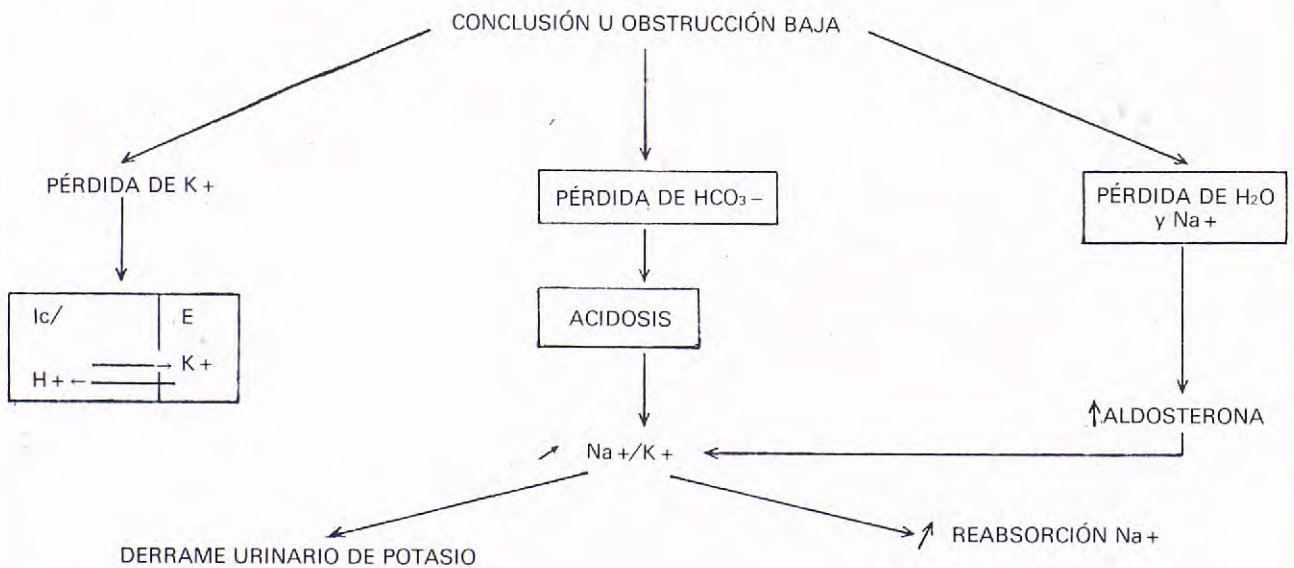 CONCLUSIÓN U OBSTRUCCIÓN BAJA
PÉRDIDA DE K +
PÉRDIDA DE HCO₃ –
PÉRDIDA DE H₂O
y Na +
Ic/ E
K +
H + ←
ACIDOSIS
↑ ALDOSTERONA
↗ Na +/K +
DERRAME URINARIO DE POTASIO
↗ REABSORCIÓN Na +